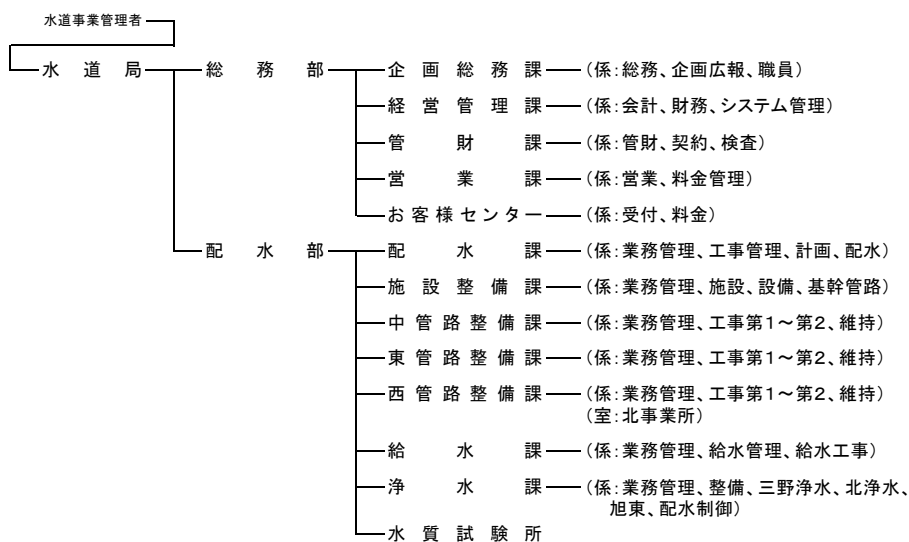 水道事業管理者
水道局 総務部 企画総務課 (係:総務、企画広報、職員)
経営管理課 (係:会計、財務、システム管理)
管財課 (係:管財、契約、検査)
営業課 (係:営業、料金管理)
お客様センター (係:受付、料金)
配水部 配水課 (係:業務管理、工事管理、計画、配水)
施設整備課 (係:業務管理、施設、設備、基幹管路)
中管路整備課 (係:業務管理、工事第1~第2、維持)
東管路整備課 (係:業務管理、工事第1~第2、維持)
西管路整備課 (係:業務管理、工事第1~第2、維持)
(室:北事業所)
給水課 (係:業務管理、給水管理、給水工事)
浄水課 (係:業務管理、整備、三野浄水、北浄水、
旭東、配水制御)
水質試験所